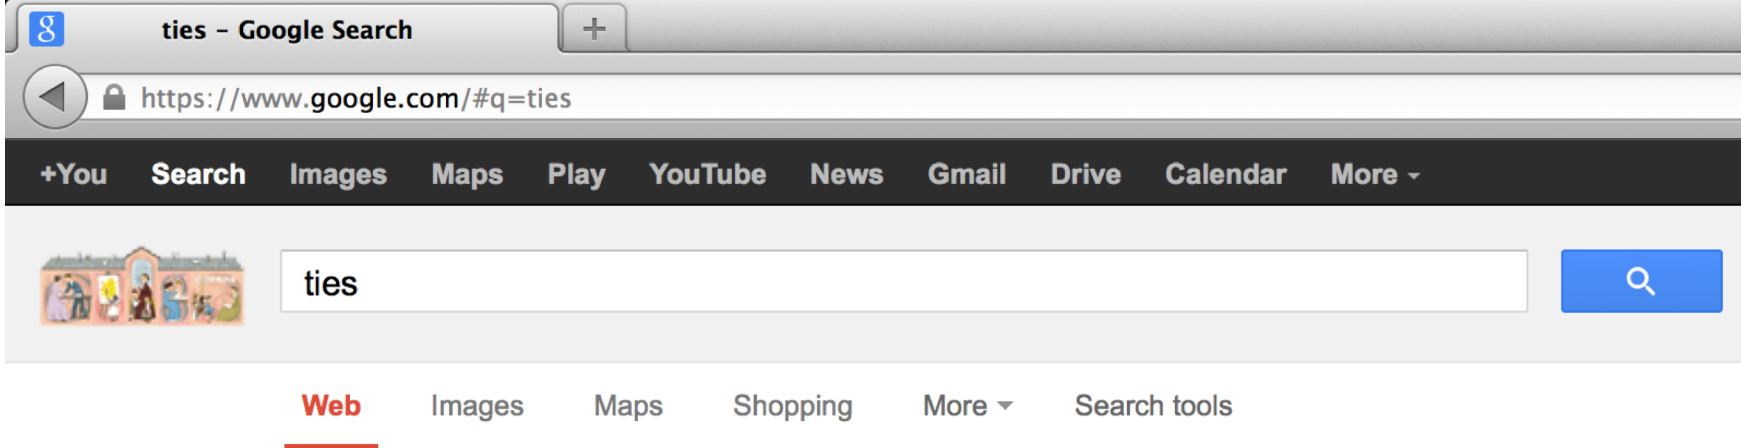 g ties – Google Search +
https://www.google.com/#q=ties
+You Search Images Maps Play YouTube News Gmail Drive Calendar More
ties
Web Images Maps Shopping More Search tools